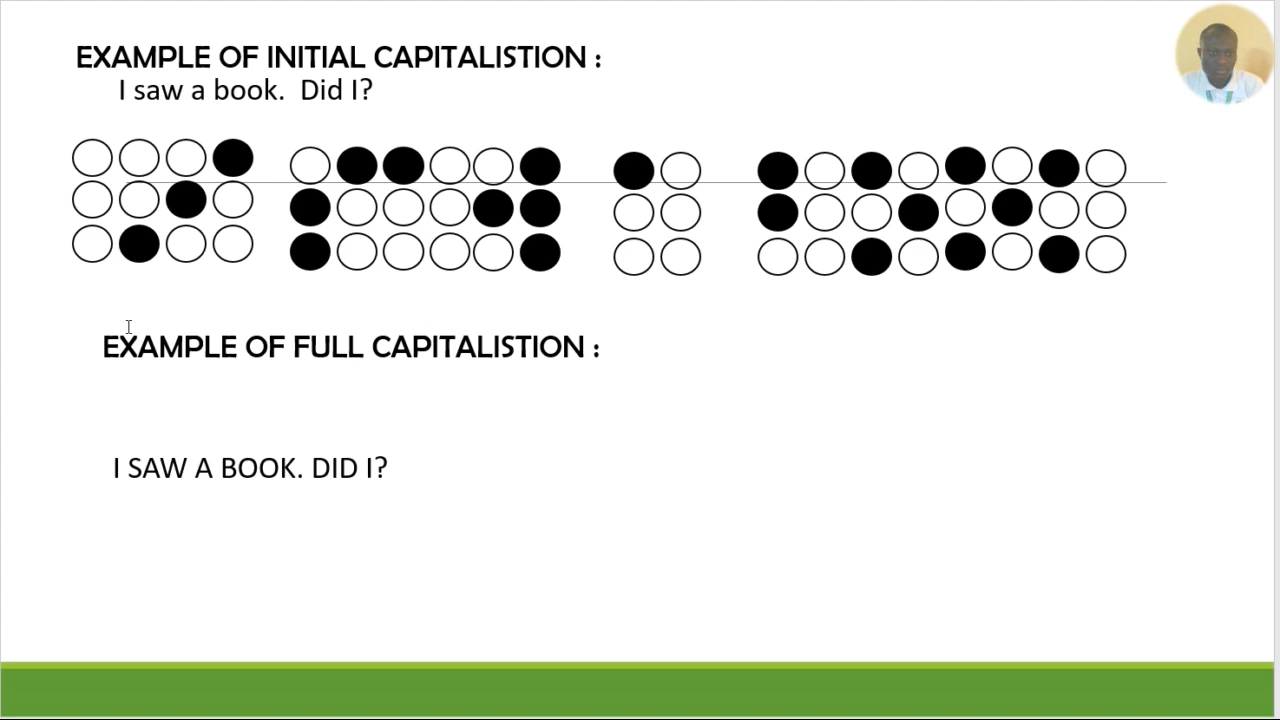 EXAMPLE OF INITIAL CAPITALISTION :
I saw a book.  Did I?
⠠⠊ ⠎⠁⠺ ⠁ ⠃⠕⠕⠅
EXAMPLE OF FULL CAPITALISTION :
I SAW A BOOK. DID I?